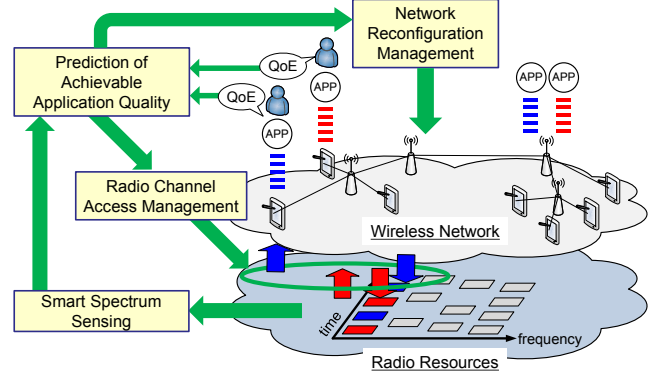 Network
Reconfiguration
Management
Prediction of
Achievable
Application Quality
QoE
QoE
APP
APP
APP
APP
Radio Channel
Access Management
Wireless Network
Smart Spectrum
Sensing
time
frequency
Radio Resources